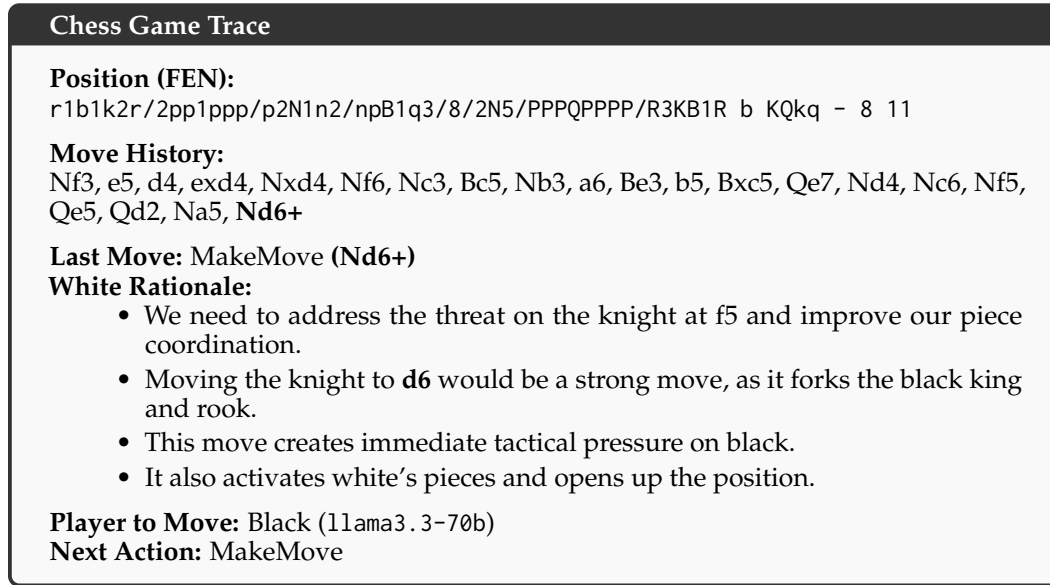 Chess Game Trace
Position (FEN):
r1b1k2r/2pp1ppp/p2N1n2/npB1q3/8/2N5/PPPQPPPP/R3KB1R b KQkq - 8 11
Move History:
Nf3, e5, d4, exd4, Nxd4, Nf6, Nc3, Bc5, Nb3, a6, Be3, b5, Bxc5, Qe7, Nd4, Nc6, Nf5,
Qe5, Qd2, Na5, Nd6+
Last Move: MakeMove (Nd6+)
White Rationale:
• We need to address the threat on the knight at f5 and improve our piece
coordination.
• Moving the knight to d6 would be a strong move, as it forks the black king
and rook.
• This move creates immediate tactical pressure on black.
• It also activates white's pieces and opens up the position.
Player to Move: Black (llama3.3-70b)
Next Action: MakeMove